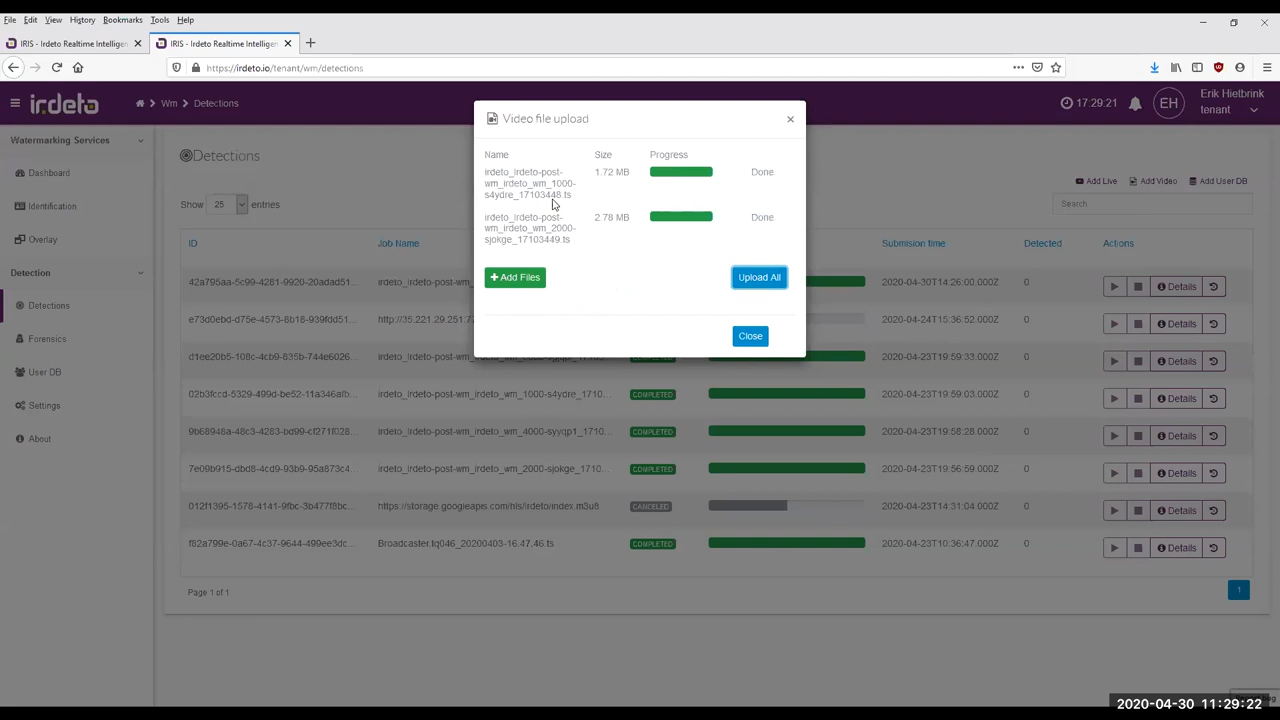 File Edit View History Bookmarks Tools Help
IRIS - Irdeto Realtime Intelligen
IRIS - Irdeto Realtime Intelligen
https://irdeto.io/tenant/wm/detections
irdeto
Wm > Detections
17:29:21
EH
Erik Hietbrink
tenant
Watermarking Services
Dashboard
Identification
Overlay
Detection
Detections
Forensics
User DB
Settings
About
Detections
Add Live Add Video Add User DB
Show 25 entries
Search
ID Job Name Submision time Detected Actions
42a795aa-5c99-4281-9920-20adad51... irdeto_irdeto-post-wm_irdeto_wm_ 2020-04-30T14:26:00.000Z 0 Details
e73d0ebd-d75e-4573-8b18-939fdd51... http://35.221.29.251:7 2020-04-24T15:36:52.000Z 0 Details
d1ee20b5-108c-4cb9-835b-744e6026... 2020-04-23T19:59:33.000Z 0 Details
02b3fccd-5329-499d-be52-11a346afb... irdeto_irdeto-post-wm_irdeto_wm_1000-s4ydre_1710... COMPLETED 2020-04-23T19:59:03.000Z 0 Details
9b68948a-48c3-4283-bd99-cf271f028... irdeto_irdeto-post-wm_irdeto_wm_4000-syyqp1_1710... COMPLETED 2020-04-23T19:58:28.000Z 0 Details
7e09b915-dbd8-4cd9-93b9-95a873c4... irdeto_irdeto-post-wm_irdeto_wm_2000-sjokge_1710... COMPLETED 2020-04-23T19:56:59.000Z 0 Details
012f1395-1578-4141-9fbc-3b477f8bc... https://storage.googleapis.com/hls/irdeto/index.m3u8 CANCELED 2020-04-23T14:31:04.000Z 0 Details
f82a799e-0a67-4c37-9644-499ee3dc... Broadcaster.tq046_20200403-16.47.46.ts COMPLETED 2020-04-23T10:36:47.000Z 0 Details
Page 1 of 1
1
Video file upload
×
Name Size Progress
irdeto_irdeto-post-
wm_irdeto_wm_1000-
s4ydre_17103448.ts
1.72 MB Done
irdeto_irdeto-post-
wm_irdeto_wm_2000-
sjokge_17103449.ts
2.78 MB Done
+ Add Files
Upload All
Close
2020-04-30 11:29:22